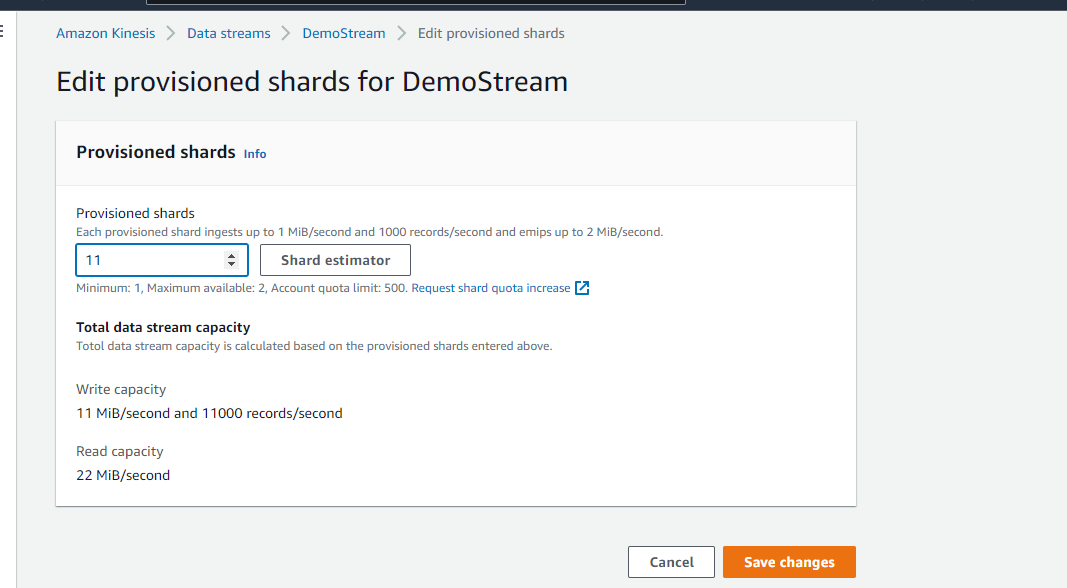 Amazon Kinesis > Data streams > DemoStream > Edit provisioned shards
Edit provisioned shards for DemoStream
Provisioned shards Info
Provisioned shards
Each provisioned shard ingests up to 1 MiB/second and 1000 records/second and emips up to 2 MiB/second.
11 Shard estimator
Minimum: 1, Maximum available: 2, Account quota limit: 500. Request shard quota increase
Total data stream capacity
Totol data stream capacity is calculated based on the provisioned shards entered above.
Write capacity
11 MiB/second and 11000 records/second
Read capacity
22 MiB/second
Cancel Save changes